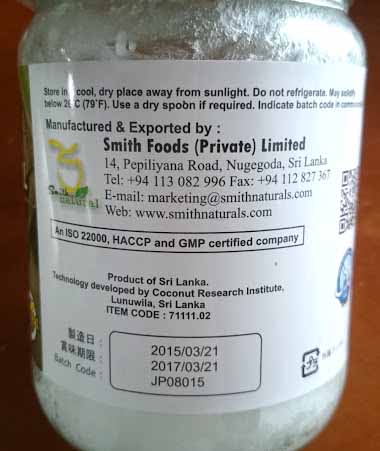 Store in a cool, dry place away from sunlight. Do not refrigerate. May solidify
below 26°C (79°F). Use a dry spoon if required. Indicate batch code in
Manufactured & Exported by :
Smith Foods (Private) Limited
14, Pepiliyana Road, Nugegoda, Sri Lanka
Tel: +94 113 082 996 Fax: +94 112 827 367
E-mail: marketing@smithnaturals.com
Web: www.smithnaturals.com
Smith
natural
An ISO 22000, HACCP and GMP certified company
Product of Sri Lanka.
Technology developed by Coconut Research Institute,
Lunuwila, Sri Lanka
ITEM CODE : 71111.02
製造日 : 2015/03/21
賞味期限 : 2017/03/21
Batch Code : JP08015